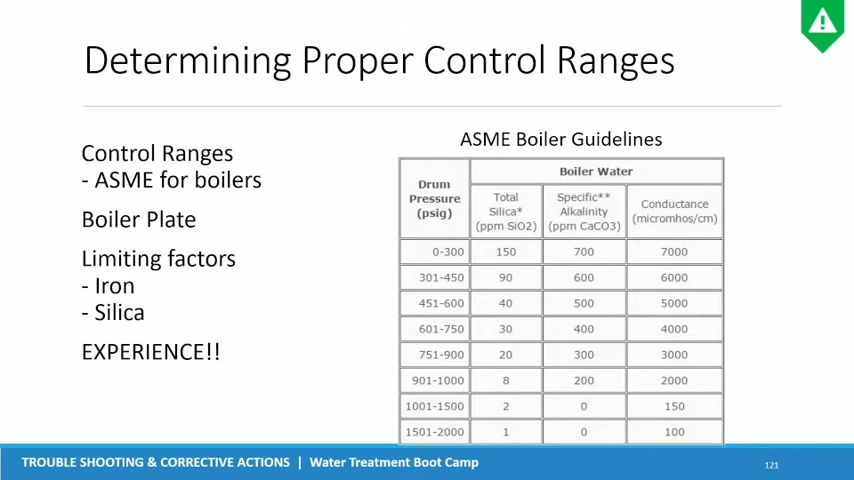 Determining Proper Control Ranges
Control Ranges
- ASME for boilers
Boiler Plate
Limiting factors
- Iron
- Silica
EXPERIENCE!!
ASME Boiler Guidelines
Drum
Pressure
(psig)
Boiler Water
Total
Silica*
(ppm SiO2)
Specific**
Alkalinity
(ppm CaCO3)
Conductance
(micromhos/cm)
0-300 150 700 7000
301-450 90 600 6000
451-600 40 500 5000
601-750 30 400 4000
751-900 20 300 3000
901-1000 8 200 2000
1001-1500 2 0 150
1501-2000 1 0 100
TROUBLE SHOOTING & CORRECTIVE ACTIONS | Water Treatment Boot Camp
121